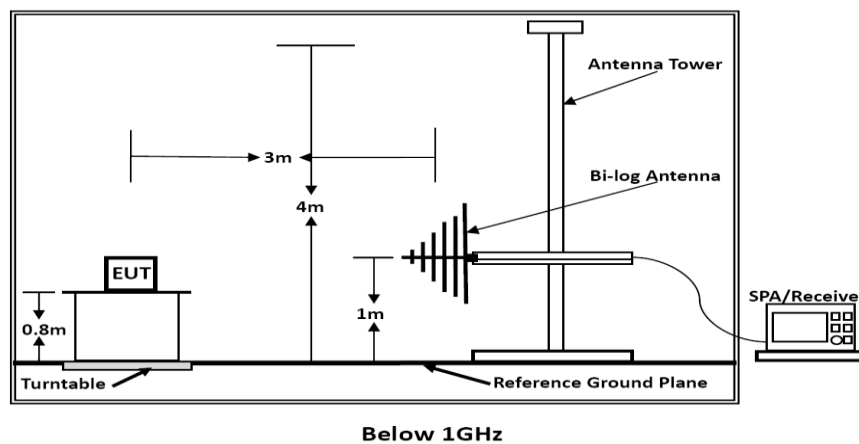 Antenna Tower
3m
Bi-log Antenna
4m
EUT
SPA/Receive
0.8m
1m
Turntable
Reference Ground Plane
Below 1GHz